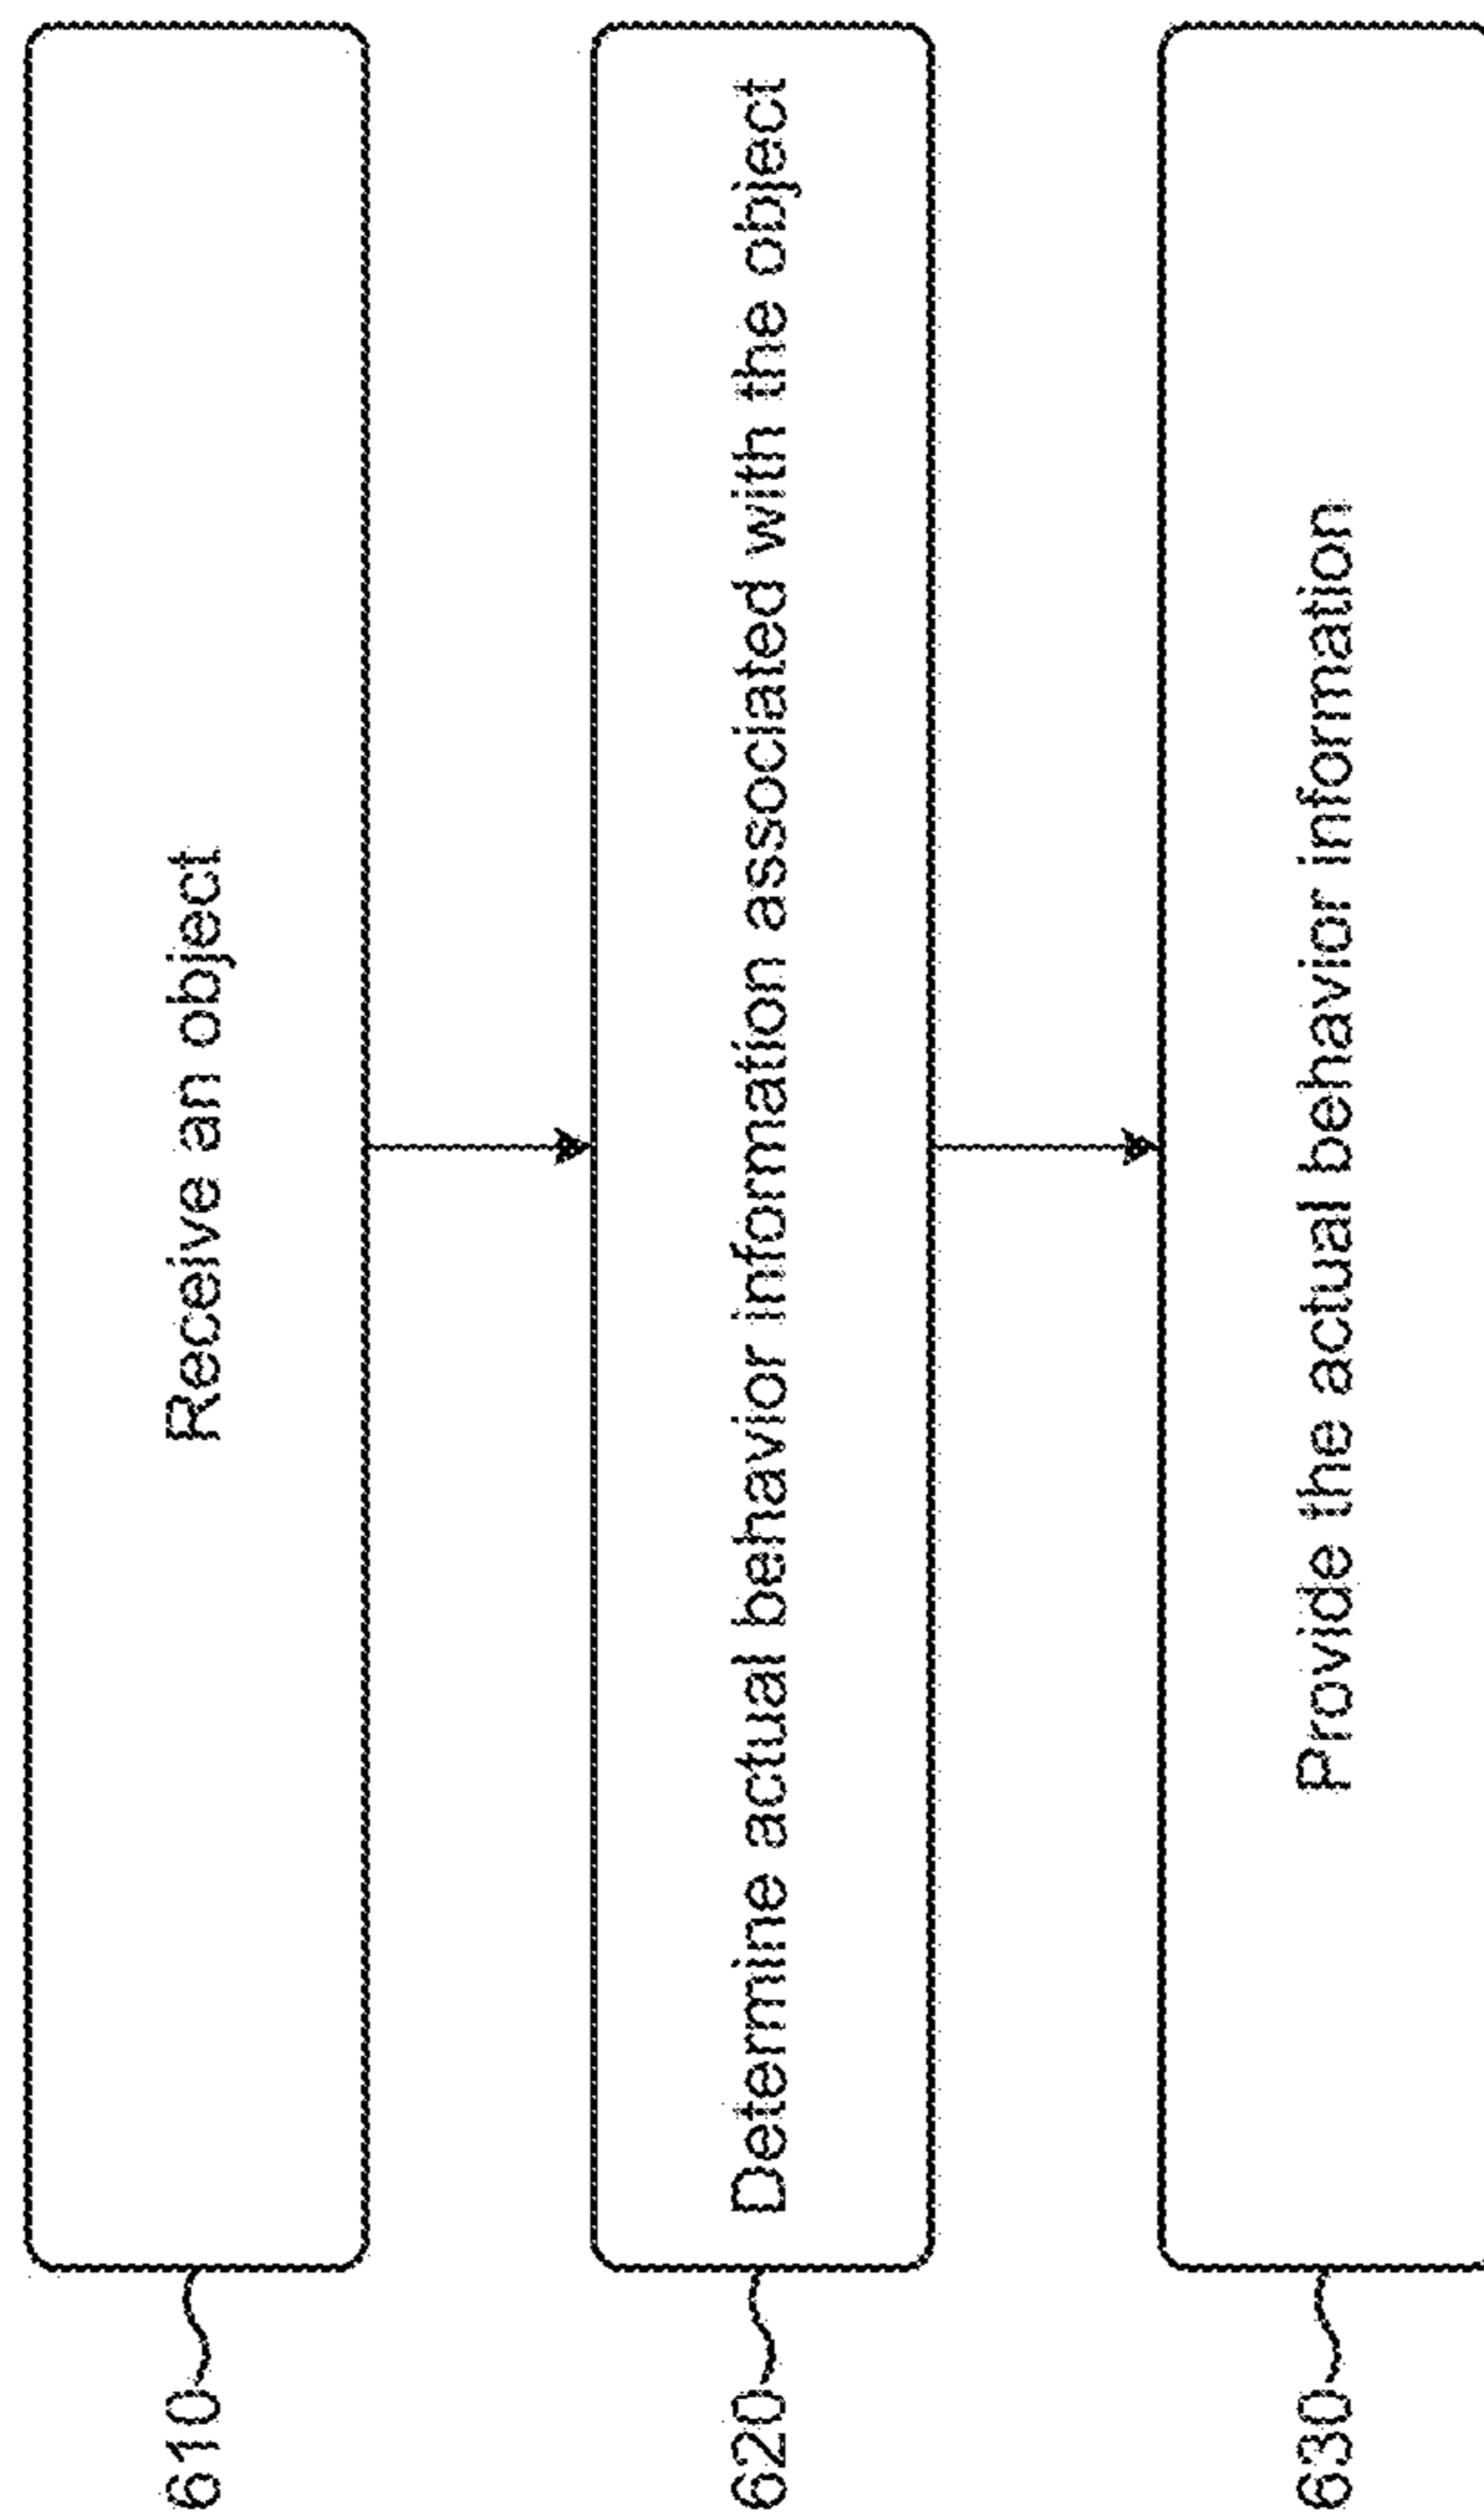 610
Receive an object
620
Determine actual behavior information associated with the object
630
Provide the actual behavior information